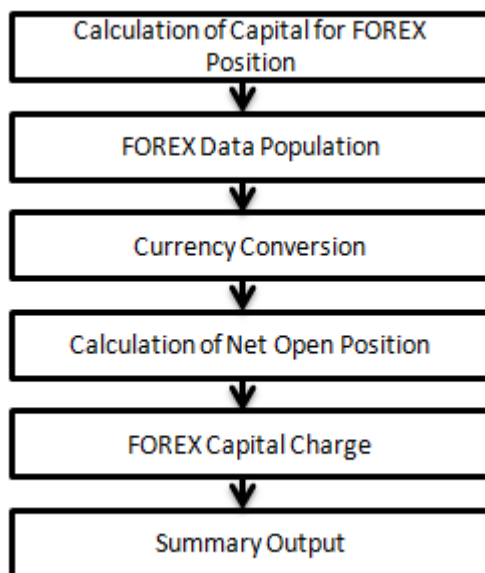 Calculation of Capital for FOREX
Position
FOREX Data Population
Currency Conversion
Calculation of Net Open Position
FOREX Capital Charge
Summary Output